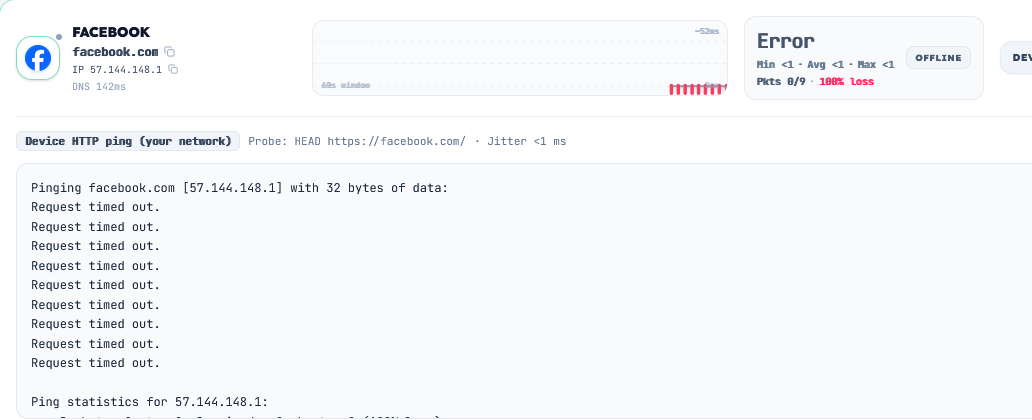 FACEBOOK
facebook.com
IP 57.144.148.1
DNS 142ms
~52ms
60s window
Error
Min <1 · Avg <1 · Max <1
Pkts 0/9 · 100% loss
OFFLINE
DEV
Device HTTP ping (your network)
Probe: HEAD https://facebook.com/ · Jitter <1 ms
Pinging facebook.com [57.144.148.1] with 32 bytes of data:
Request timed out.
Request timed out.
Request timed out.
Request timed out.
Request timed out.
Request timed out.
Request timed out.
Request timed out.
Request timed out.
Ping statistics for 57.144.148.1: